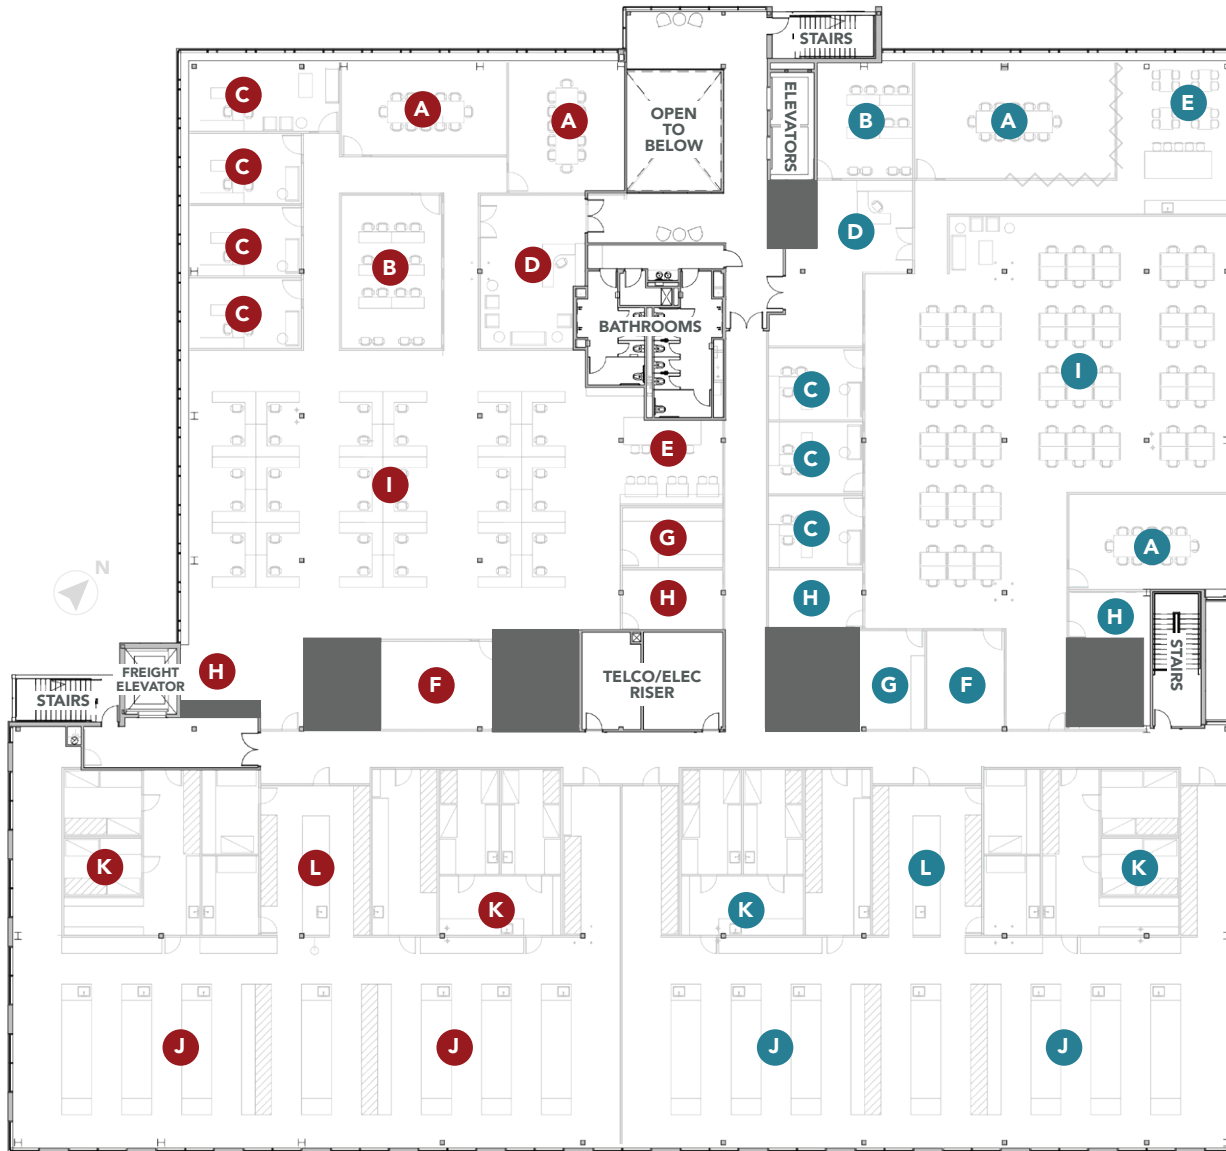 STAIRS
C
A
A
OPEN
TO
BELOW
ELEVATORS
B
A
E
C
C
B
D
D
C
BATHROOMS
I
C
E
C
I
G
C
A
N
H
H
H
H
FREIGHT
ELEVATOR
STAIRS
F
TELCO/ELEC
RISER
G
F
STAIRS
K
L
K
K
L
K
J
J
J
J